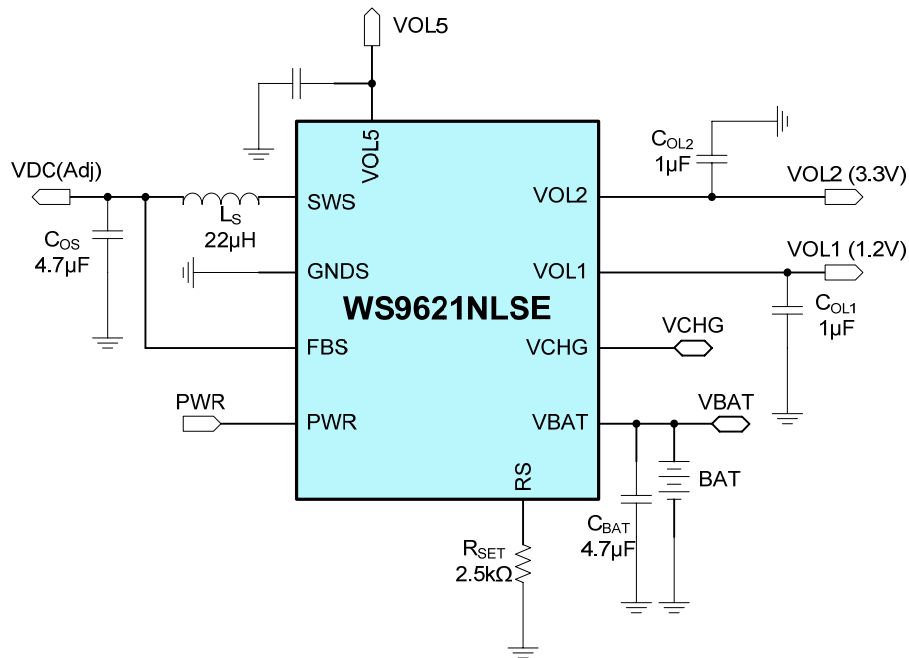 VOL5
VOL5
COL2
1µF
VDC(Adj)
VOL2 (3.3V)
SWS
VOL2
LS
22µH
COS
4.7µF
GNDS
VOL1
VOL1 (1.2V)
WS9621NLSE
COL1
1µF
VCHG
FBS
VCHG
PWR
VBAT
PWR
VBAT
RS
BAT
CBAT
4.7µF
RSET
2.5kΩ